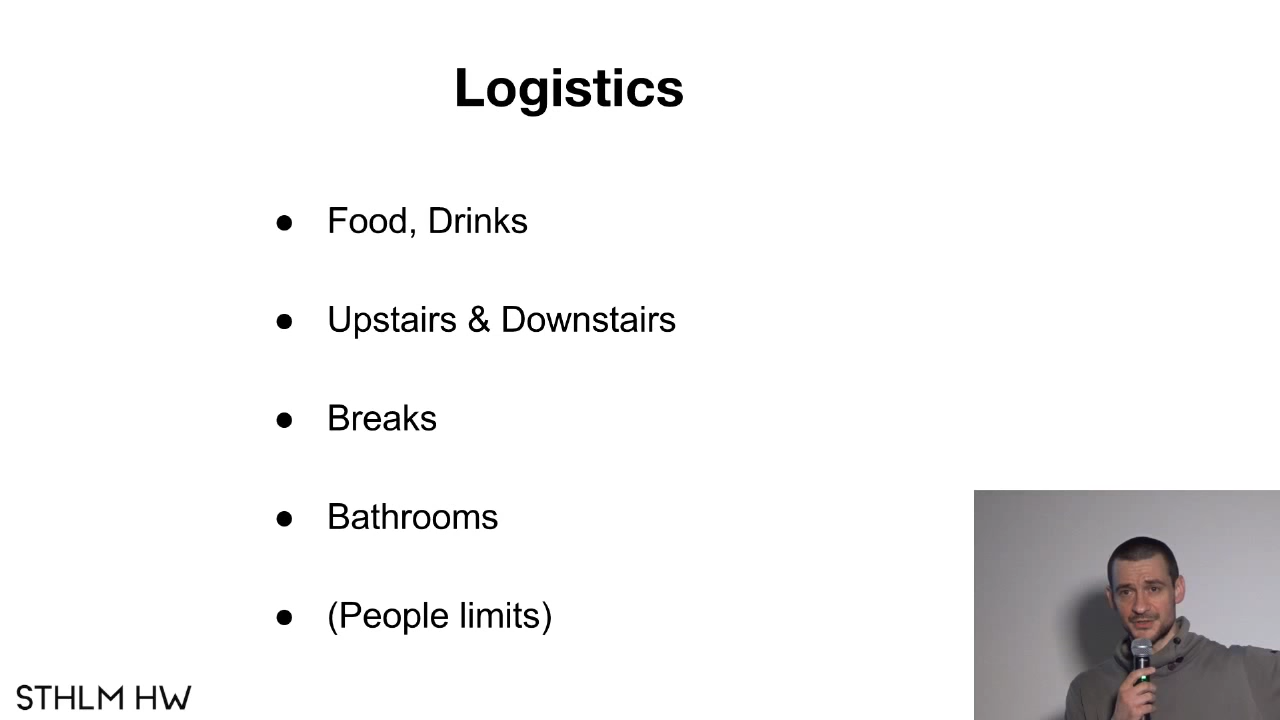 Logistics
● Food, Drinks
● Upstairs & Downstairs
● Breaks
● Bathrooms
● (People limits)
STHLM HW